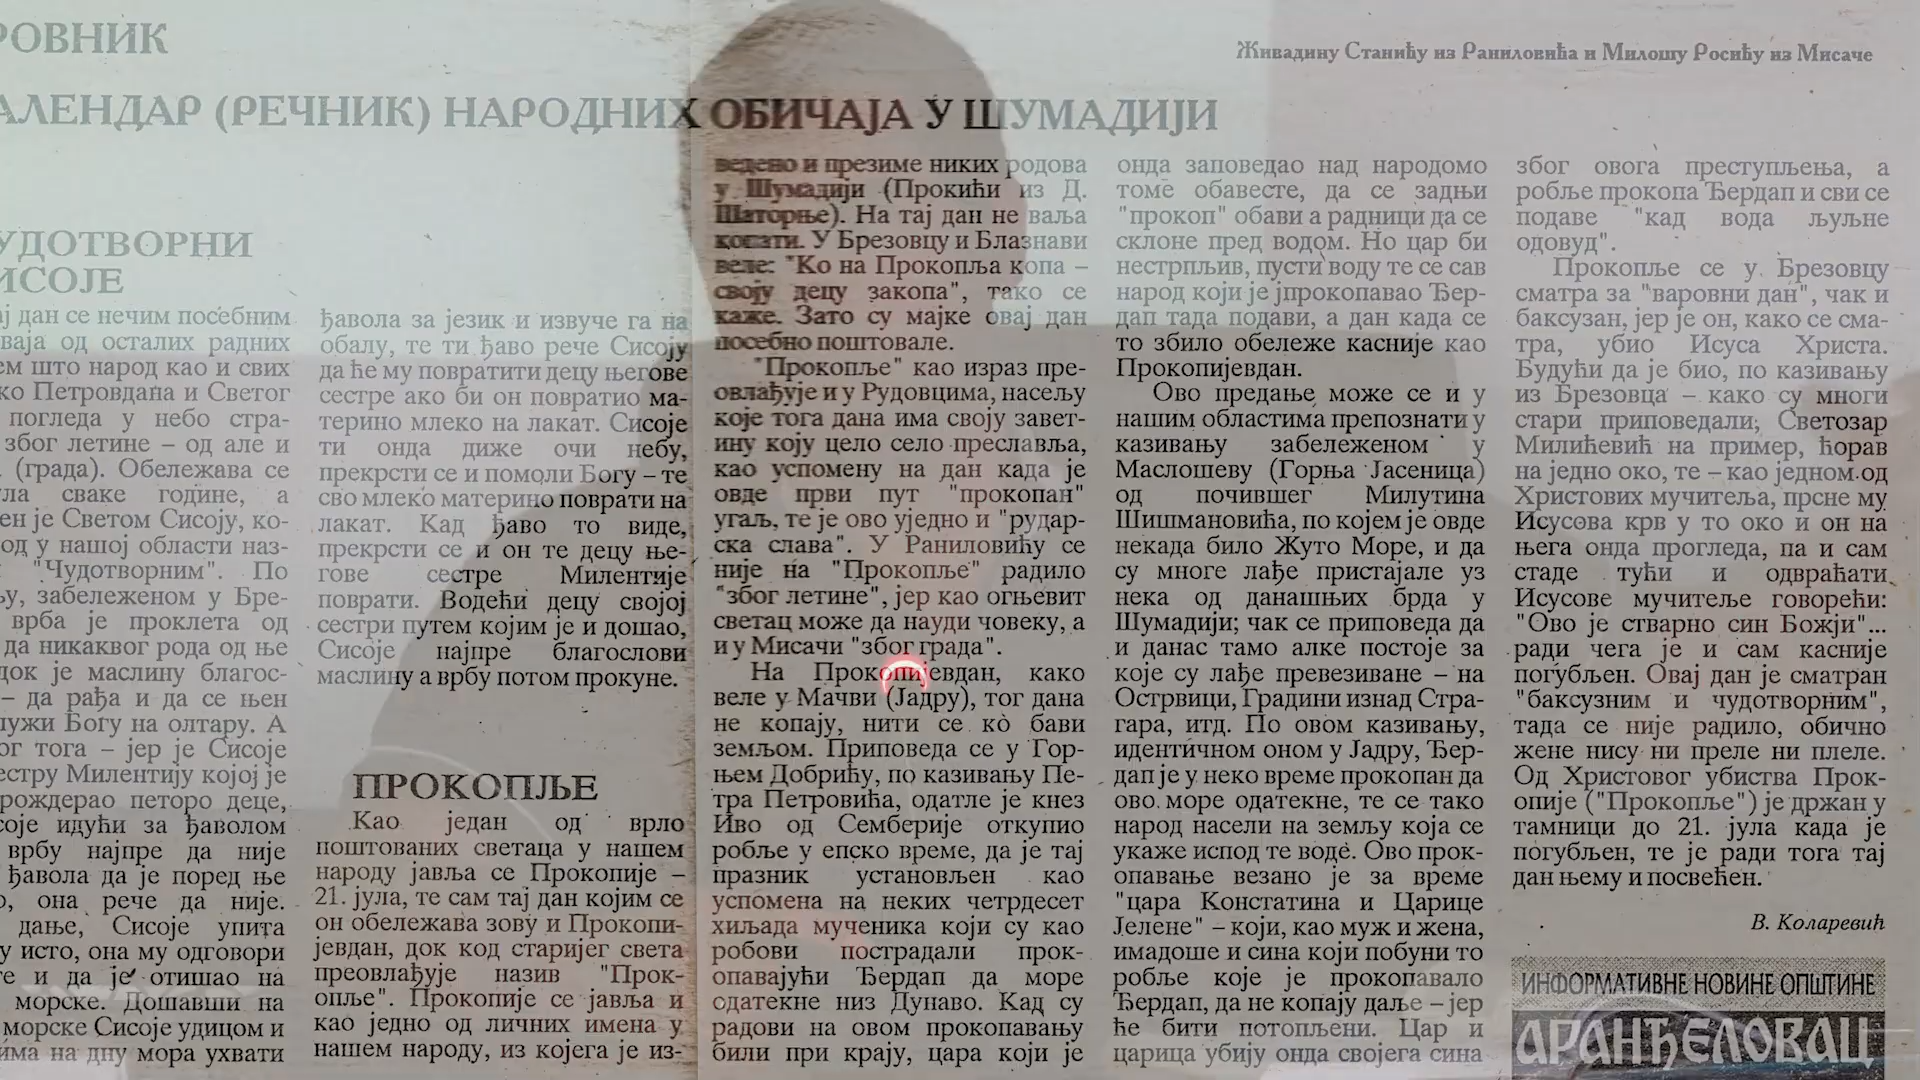 РОВНИК
Живадину Станићу из Раниловића и Милошу Росићу из Мисаче
АЛЕНДАР (РЕЧНИК) НАРОДНИХ ОБИЧАЈА У ШУМАДИЈИ
УДОТВОРНИ
ИСОЈЕ
ај дан се нечим посебним
ваја од осталих радних
ем што народ као и свих
ко Петровдана и Светог
погледа у небо стра-
због летине – од але и
(града). Обележава се
ула сваке године, а
ен је Светом Сисоју, ко-
од у нашој области наз-
"Чудотворним". По
у, забележеном у Бре-
врба је проклета од
да никаквог рода од ње
док је маслину благос-
– да рађа и да се њен
лужи Богу на олтару. А
ог тога – јер је Сисоје
естру Милентију којој је
рождерао петоро деце,
соје идући за ђаволом
врбу најпре да није
ђавола да је поред ње
о, она рече да није.
дање, Сисоје упита
у исто, она му одговори
те и да је отишао на
морске. Дошавши на
морске Сисоје удицом и
има на дну мора ухвати
ђавола за језик и извуче га на
обалу, те ти ђаво рече Сисоју
да ће му повратити децу његове
сестре ако би он повратио ма-
терино млеко на лакат. Сисоје
ти онда диже очи небу,
прекрсти се и помоли Богу – те
сво млеко материно поврати на
лакат. Кад ђаво то виде,
прекрсти се и он те децу ње-
гове сестре Милентије
поврати. Водећи децу својој
сестри путем којим је и дошао,
Сисоје најпре благослови
маслину а врбу потом прокуне.
ПРОКОПЉЕ
Као један од врло
поштованих светаца у нашем
народу јавља се Прокопије –
21. јула, те сам тај дан којим се
он обележава зову и Прокопи-
јевдан, док код старијег света
преовлађује назив "Прок-
опље". Прокопије се јавља и
као једно од личних имена у
нашем народу, из којега је из-
ведено и презиме никих родова
у Шумадији (Прокићи из Д.
Шаторње). На тај дан не ваља
копати. У Брезовцу и Блазнави
веле: "Ко на Прокопља копа –
своју децу закопа", тако се
каже. Зато су мајке овај дан
посебно поштовале.
"Прокопље" као израз пре-
овлађује и у Рудовцима, насељу
које тога дана има своју завет-
ину коју цело село преславља,
као успомену на дан када је
овде први пут "прокопан"
угаљ, те је ово уједно и "рудар-
ска слава". У Раниловићу се
није на "Прокопље" радило
"због летине", јер као огњевит
светац може да науди човеку, а
и у Мисачи "због града".
На Прокопијевдан, како
веле у Мачви (Јадру), тог дана
не копају, нити се ко бави
земљом. Приповеда се у Гор-
њем Добрићу, по казивању Пе-
тра Петровића, одатле је кнез
Иво од Семберије откупио
робље у епско време, да је тај
празник установљен као
успомена на неких четрдесет
хиљада мученика који су као
робови пострадали прок-
опавајући Ђердап да море
одатекне низ Дунаво. Кад су
радови на овом прокопавању
били при крају, цара који је
онда заповедао над народомо
томе обавесте, да се задњи
"прокоп" обави а радници да се
склоне пред водом. Но цар би
нестрпљив, пусти воду те се сав
народ који је јпрокопавао Ђер-
дап тада подави, а дан када се
то збило обележе касније као
Прокопијевдан.
Ово предање може се и у
нашим областима препознати у
казивању забележеном у
Маслошеву (Горња Јасеница)
од почившег Милутина
Шишмановића, по којем је овде
некада било Жуто Море, и да
су многе лађе пристајале уз
нека од данашњих брда у
Шумадији; чак се приповеда да
и данас тамо алке постоје за
које су лађе превезиване – на
Острвици, Градини изнад Стра-
гара, итд. По овом казивању,
идентичном оном у Јадру, Ђер-
дап је у неко време прокопан да
ово море одатекне, те се тако
народ насели на земљу која се
укаже испод те воде. Ово прок-
опавање везано је за време
"цара Констатина и Царице
Јелене" – који, као муж и жена,
имадоше и сина који побуни то
робље које је прокопавало
Ђердап, да не копају даље – јер
ће бити потопљени. Цар и
царица убију онда својега сина
због овога преступљења, а
робље прокопа Ђердап и сви се
подаве "кад вода љуљне
одовуд".
Прокопље се у Брезовцу
сматра за "варовни дан", чак и
баксузан, јер је он, како се сма-
тра, убио Исуса Христа.
Будући да је био, по казивању
из Брезовца – како су многи
стари приповедали; Светозар
Милићевић на пример, ћорав
на једно око, те – као једном од
Христових мучитеља, прсне му
Исусова крв у то око и он на
њега онда прогледа, па и сам
стаде тући и одвраћати
Исусове мучитеље говорећи:
"Ово је стварно син Божји"...
ради чега је и сам касније
погубљен. Овај дан је сматран
"баксузним и чудотворним",
тада се није радило, обично
жене нису ни преле ни плеле.
Од Христовог убиства Прок-
опије ("Прокопље") је држан у
тамници до 21. јула када је
погубљен, те је ради тога тај
дан њему и посвећен.
В. Коларевић
ИНФОРМАТИВНЕ НОВИНЕ ОПШТИНЕ
АРАНЂЕЛОВАЦ